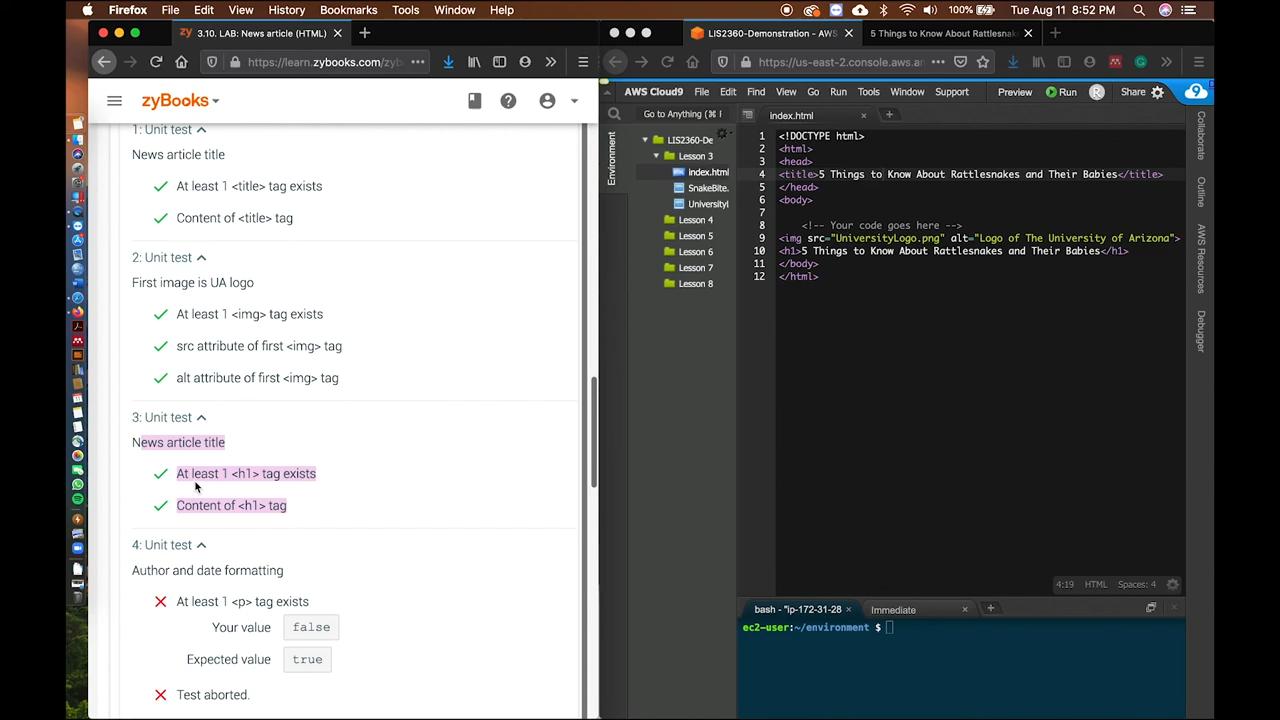 Firefox File Edit View History Bookmarks Tools Window Help
100% Tue Aug 11 8:52 PM
3.10. LAB: News article (HTML)
LIS2360-Demonstration - AWS
5 Things to Know About Rattlesnak
https://learn.zybooks.com/zyb
https://us-east-2.console.aws.an
zyBooks
AWS Cloud9 File Edit Find View Go Run Tools Window Support Preview Run R Share
Go to Anything (⌘ P
index.html
Environment
LIS2360-De
Lesson 3
index.html
SnakeBite.
UniversityI
Lesson 4
Lesson 5
Lesson 6
Lesson 7
Lesson 8
1 <!DOCTYPE html>
2 <html>
3 <head>
4 <title>5 Things to Know About Rattlesnakes and Their Babies</title>
5 </head>
6 <body>
7
8 <!-- Your code goes here -->
9 <img src="UniversityLogo.png" alt="Logo of The University of Arizona">
10 <h1>5 Things to Know About Rattlesnakes and Their Babies</h1>
11 </body>
12 </html>
Collaborate
Outline
AWS Resources
Debugger
4:19 HTML Spaces: 4
bash - "ip-172-31-28
Immediate
ec2-user:~/environment $
1: Unit test
News article title
At least 1 <title> tag exists
Content of <title> tag
2: Unit test
First image is UA logo
At least 1 <img> tag exists
src attribute of first <img> tag
alt attribute of first <img> tag
3: Unit test
News article title
At least 1 <h1> tag exists
Content of <h1> tag
4: Unit test
Author and date formatting
At least 1 <p> tag exists
Your value false
Expected value true
Test aborted.